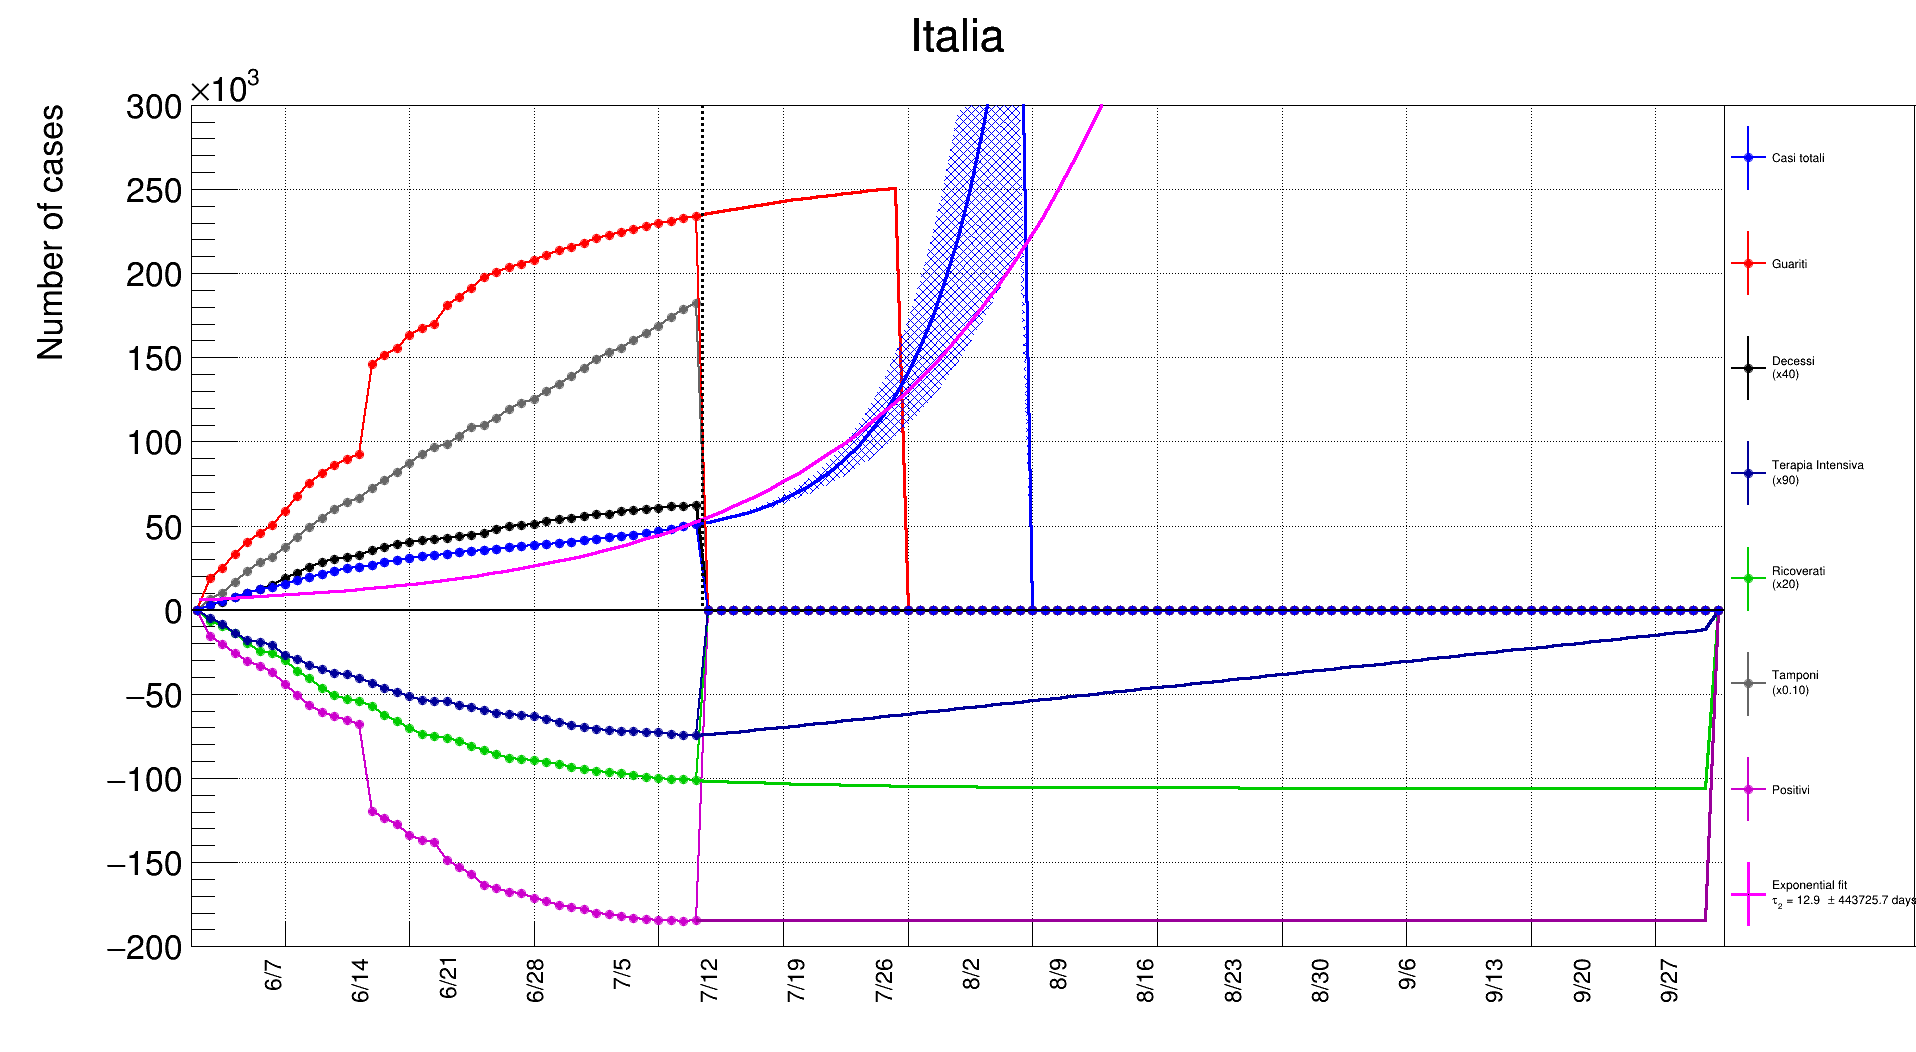 Italia
×10³
Number of cases
300
250
200
150
100
50
0
−50
−100
−150
−200
6/7
6/14
6/21
6/28
7/5
7/12
7/19
7/26
8/2
8/9
8/16
8/23
8/30
9/6
9/13
9/20
9/27
Casi totali
Guariti
Decessi
(x40)
Terapia Intensiva
(x90)
Ricoverati
(x20)
Tamponi
(x0.10)
Positivi
Exponential fit
τ₂ = 12.9 ± 443725.7 days